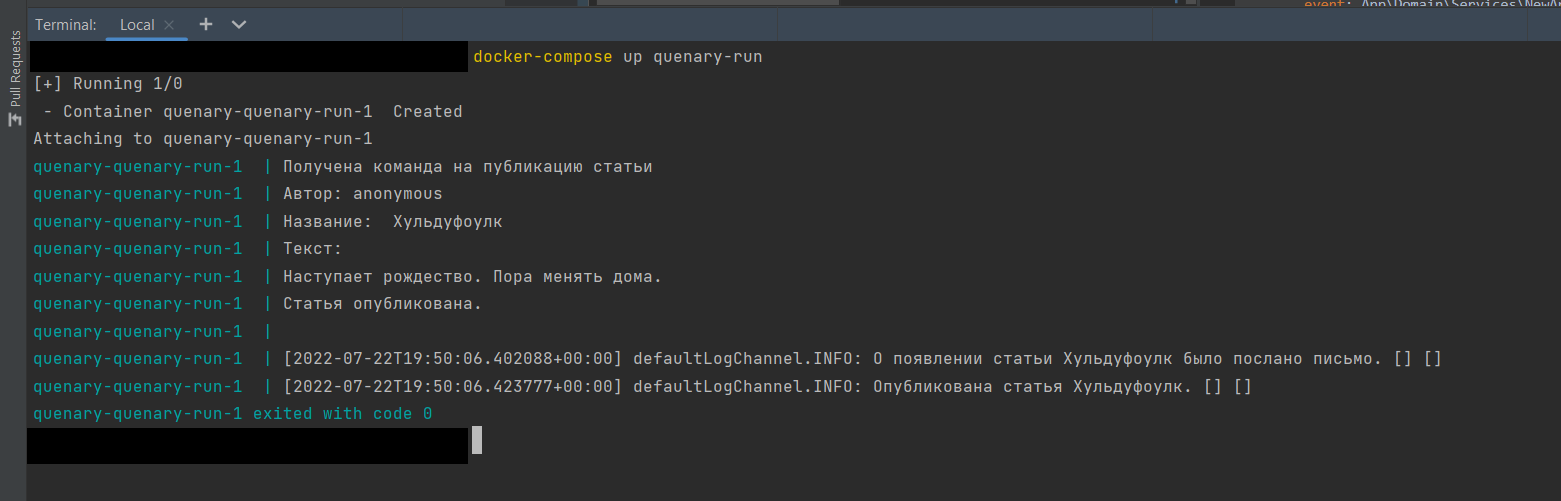 event: App\Domain\Services\NewAr
Terminal: Local × + 
Pull Requests
docker-compose up quenary-run
[+] Running 1/0
- Container quenary-quenary-run-1  Created
Attaching to quenary-quenary-run-1
quenary-quenary-run-1  | Получена команда на публикацию статьи
quenary-quenary-run-1  | Автор: anonymous
quenary-quenary-run-1  | Название:  Хульдуфоулк
quenary-quenary-run-1  | Текст:
quenary-quenary-run-1  | Наступает рождество. Пора менять дома.
quenary-quenary-run-1  | Статья опубликована.
quenary-quenary-run-1  |
quenary-quenary-run-1  | [2022-07-22T19:50:06.402088+00:00] defaultLogChannel.INFO: О появлении статьи Хульдуфоулк было послано письмо. [] []
quenary-quenary-run-1  | [2022-07-22T19:50:06.423777+00:00] defaultLogChannel.INFO: Опубликована статья Хульдуфоулк. [] []
quenary-quenary-run-1 exited with code 0